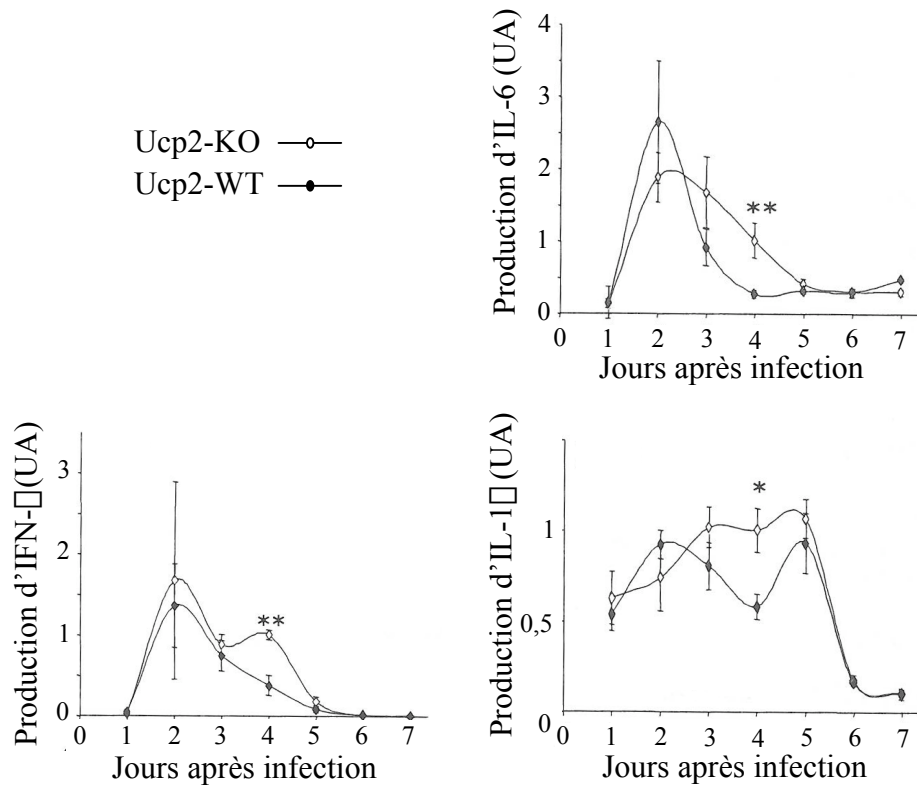 Ucp2-KO
Ucp2-WT
Production d'IL-6 (UA)
4
3
2
1
0
**
0 1 2 3 4 5 6 7
Jours après infection
Production d'IFN-□(UA)
3
2
1
0
**
0 1 2 3 4 5 6 7
Jours après infection
Production d'IL-1□(UA)
1
0,5
0
*
0 1 2 3 4 5 6 7
Jours après infection